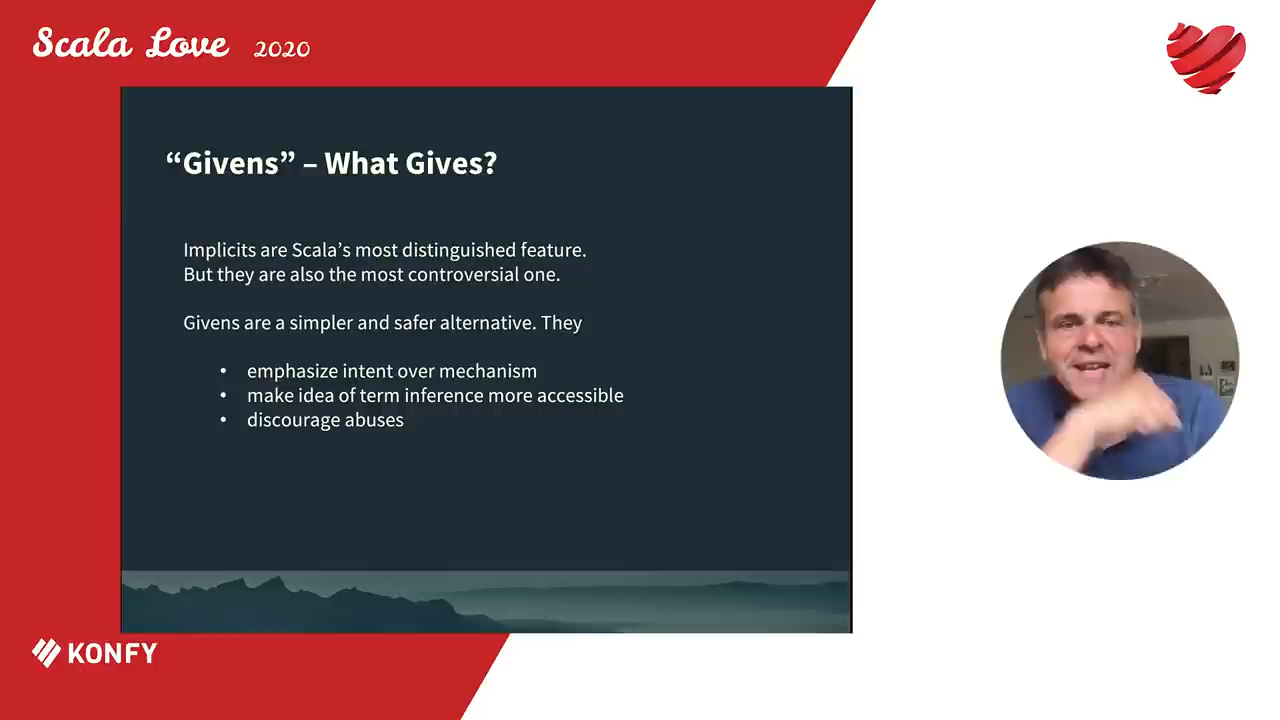 Scala Love 2020
“Givens” – What Gives?
Implicits are Scala’s most distinguished feature.
But they are also the most controversial one.
Givens are a simpler and safer alternative. They
• emphasize intent over mechanism
• make idea of term inference more accessible
• discourage abuses
KONFY